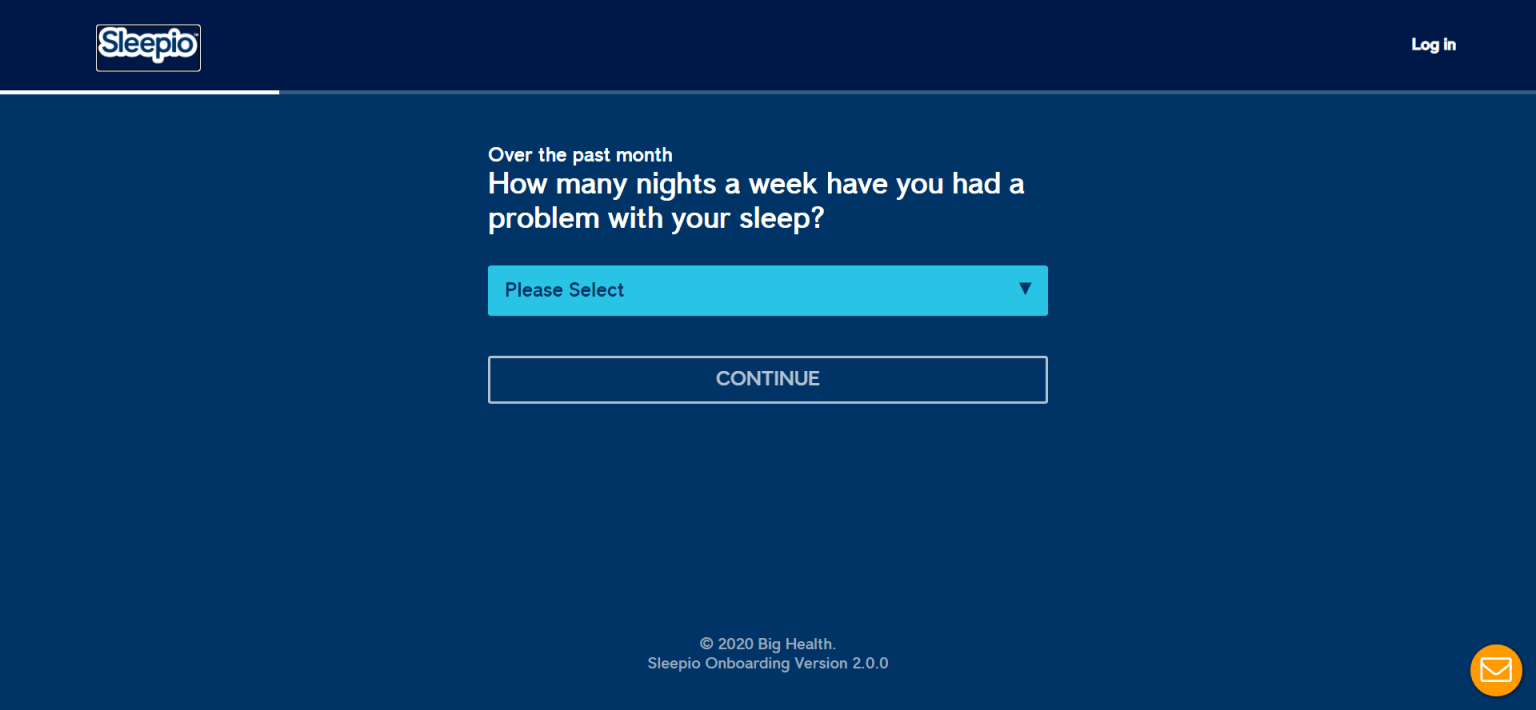 Sleepio™
Log in
Over the past month
How many nights a week have you had a
problem with your sleep?
Please Select
CONTINUE
© 2020 Big Health.
Sleepio Onboarding Version 2.0.0